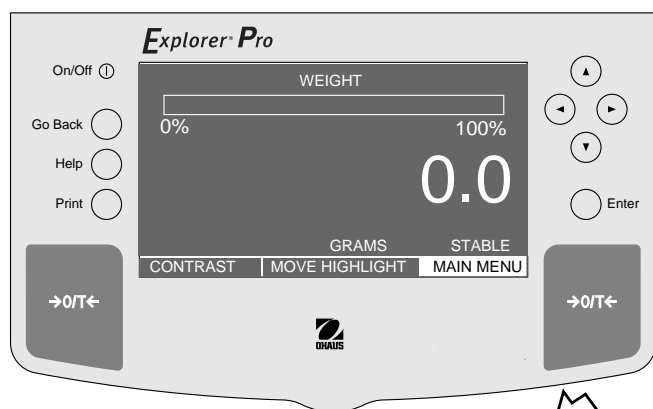 Explorer® Pro
On/Off
WEIGHT
Go Back
0% 100%
Help
0.0
Print
Enter
GRAMS STABLE
CONTRAST MOVE HIGHLIGHT MAIN MENU
→0/T← →0/T←
OHAUS